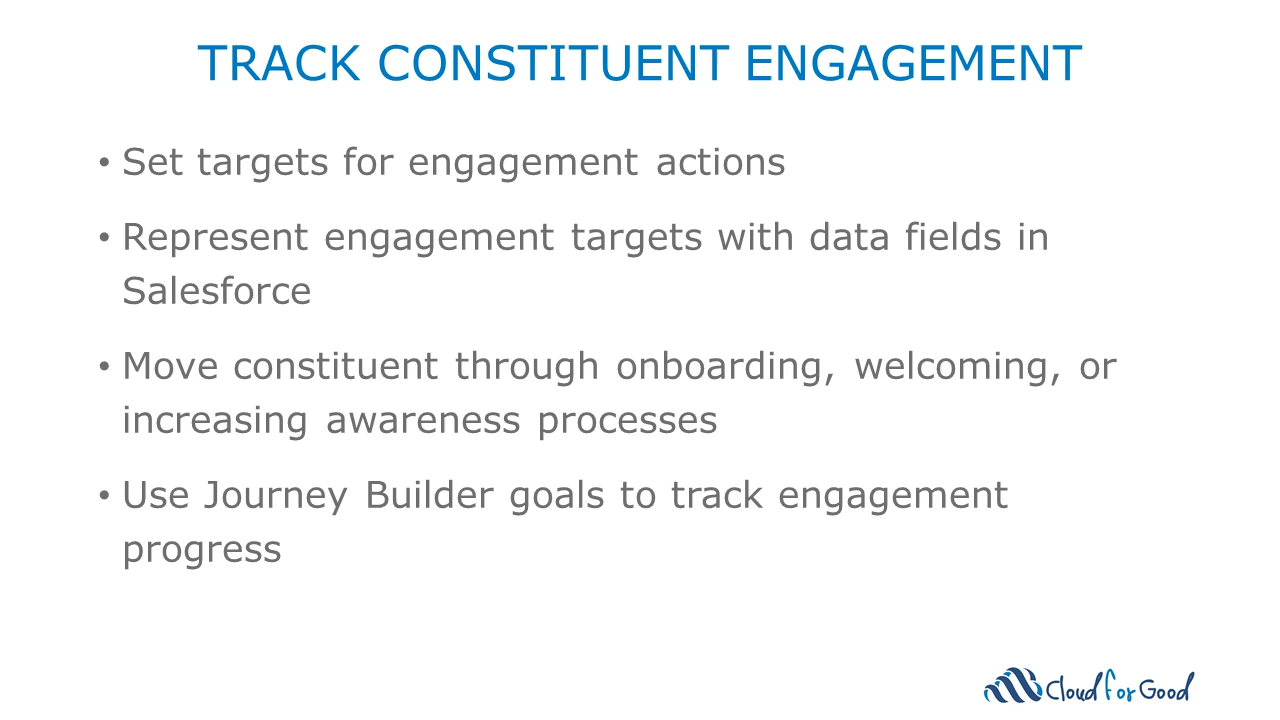 TRACK CONSTITUENT ENGAGEMENT
• Set targets for engagement actions
• Represent engagement targets with data fields in
Salesforce
• Move constituent through onboarding, welcoming, or
increasing awareness processes
• Use Journey Builder goals to track engagement
progress
Cloud for Good